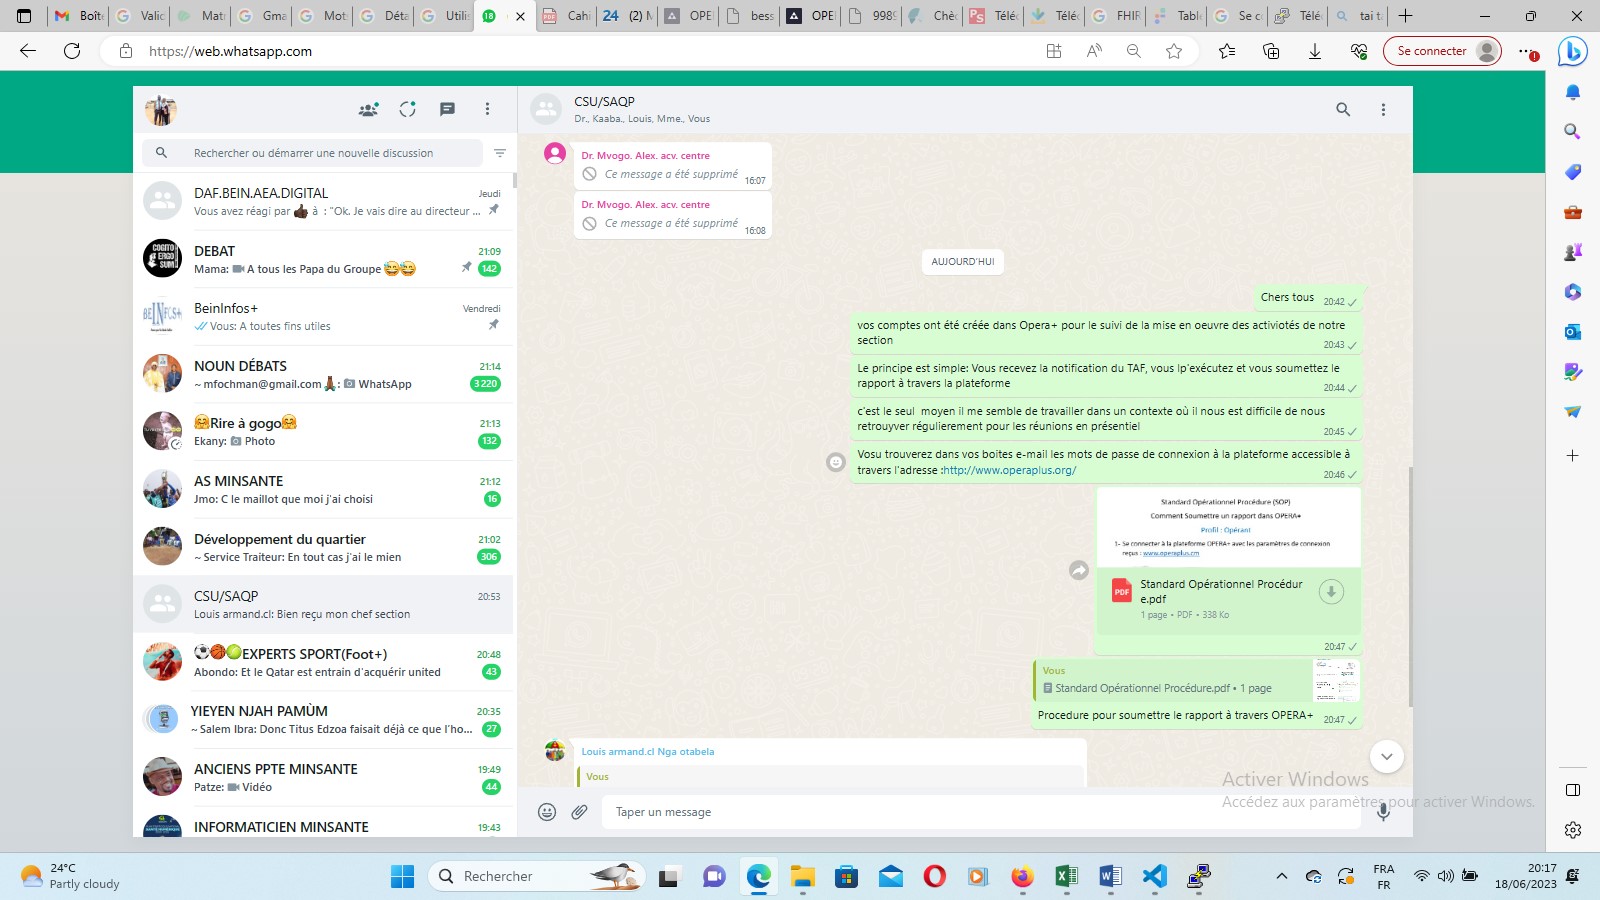 Boît
Valid
Mat
Gma
Mot:
Déta
Utilis
18
Cahi
24 (2) M
OPEI
bess
OPEI
9989
Chèc
Téléc
Téléc
FHIR
Table
Se co
Téléc
tai ta
https://web.whatsapp.com
Se connecter
Rechercher ou démarrer une nouvelle discussion
DAF.BEIN.AEA.DIGITAL
Jeudi
Vous avez réagi par à : "Ok. Je vais dire au directeur ...
DEBAT
21:09
COGITO ERGO SUM
Mama: A tous les Papa du Groupe 😅😅
142
BeinInfos+
Vendredi
Vous: A toutes fins utiles
NOUN DÉBATS
21:14
~ mfochman@gmail.com : WhatsApp
3 220
🤗Rire à gogo🤗
21:13
Ekany: Photo
132
AS MINSANTE
21:12
Jmo: C le maillot que moi j'ai choisi
16
Développement du quartier
21:02
~ Service Traiteur: En tout cas j'ai le mien
306
CSU/SAQP
20:53
Louis armand.cl: Bien reçu mon chef section
⚽🏀🎾EXPERTS SPORT(Foot+)
20:48
Abondo: Et le Qatar est entrain d'acquérir united
43
YIEYEN NJAH PAMÙM
20:35
~ Salem Ibra: Donc Titus Edzoa faisait déjà ce que l'ho...
27
ANCIENS PPTE MINSANTE
19:49
Patze: Vidéo
44
INFORMATICIEN MINSANTE
19:43
CSU/SAQP
Dr., Kaaba., Louis, Mme., Vous
Dr. Mvogo. Alex. acv. centre
Ce message a été supprimé
16:07
Dr. Mvogo. Alex. acv. centre
Ce message a été supprimé
16:08
AUJOURD'HUI
Chers tous
20:42
vos comptes ont été créée dans Opera+ pour le suivi de la mise en oeuvre des activiotés de notre
section
20:43
Le principe est simple: Vous recevez la notification du TAF, vous lp'exécutez et vous soumettez le
rapport à travers la plateforme
20:44
c'est le seul moyen il me semble de travailler dans un contexte où il nous est difficile de nous
retrouyver régulierement pour les réunions en présentiel
20:45
Vosu trouverez dans vos boites e-mail les mots de passe de connexion à la plateforme accessible à
travers l'adresse :http://www.operaplus.org/
20:46
Standard Opérationnel Procédure (SOP)
Comment Soumettre un rapport dans OPERA+
Profil : Opérant
1- Se connecter à la plateforme OPERA+ avec les paramètres de connexion
reçus : www.operaplus.cm
PDF
Standard Opérationnel Procédur
e.pdf
1 page • PDF • 338 Ko
20:47
Vous
Standard Opérationnel Procédure.pdf • 1 page
Procedure pour soumettre le rapport à travers OPERA+
20:47
Louis armand.cl Nga otabela
Vous
Taper un message
Activer Windows
Accédez aux paramètres pour activer Windows.
24°C
Partly cloudy
Rechercher
FRA
FR
20:17
18/06/2023